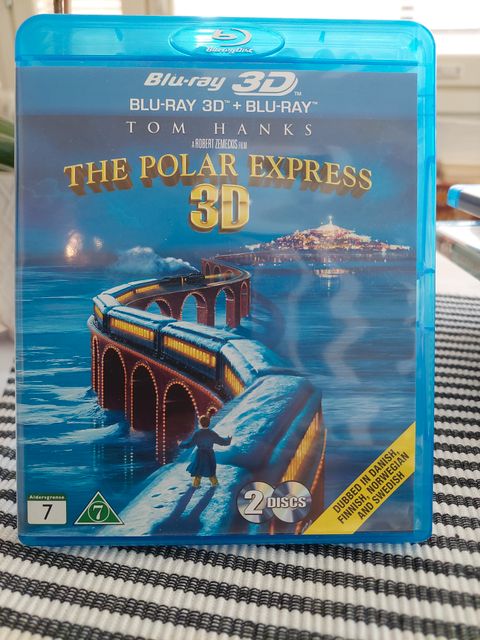 Blu-ray Disc
Blu-ray 3D™
BLU-RAY 3D™ + BLU-RAY™
TOM HANKS
A ROBERT ZEMECKIS FILM
THE POLAR EXPRESS
3D
2 DISCS
DUBBED IN DANISH,
FINNISH, NORWEGIAN
AND SWEDISH
Aldersgrense
7
7